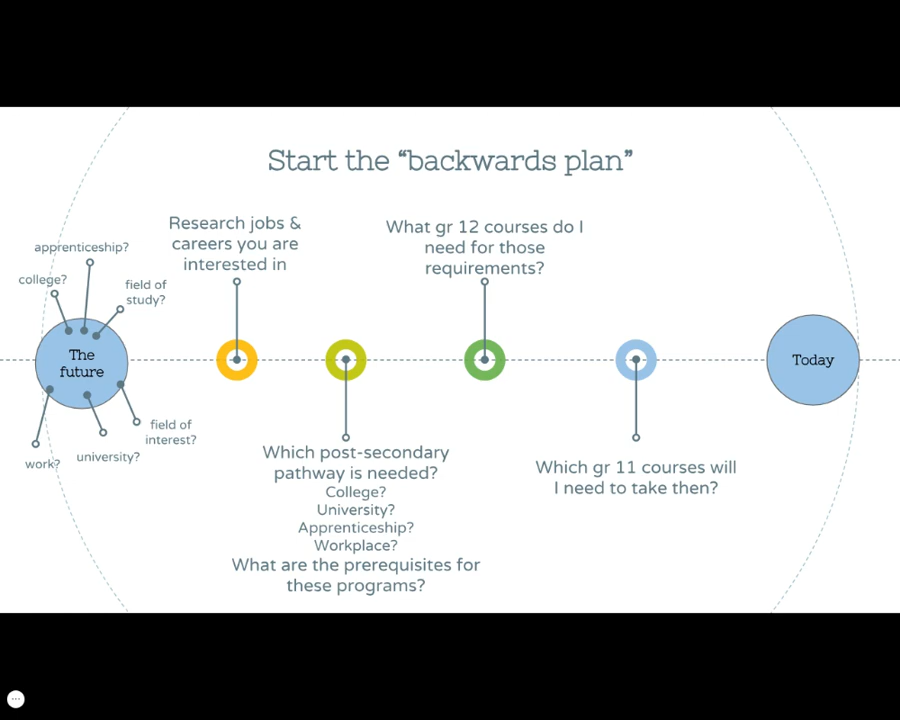 Start the “backwards plan”
apprenticeship?
college?
field of
study?
The
future
work?
university?
field of
interest?
Research jobs &
careers you are
interested in
Which post-secondary
pathway is needed?
College?
University?
Apprenticeship?
Workplace?
What are the prerequisites for
these programs?
What gr 12 courses do I
need for those
requirements?
Which gr 11 courses will
I need to take then?
Today